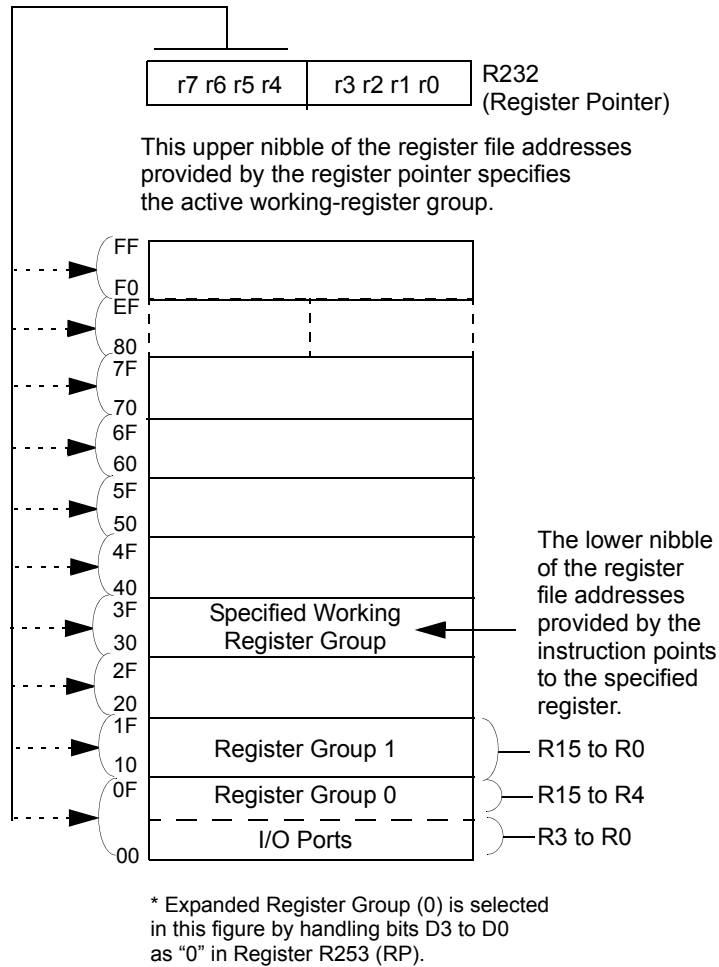 r7 r6 r5 r4
r3 r2 r1 r0
R232
(Register Pointer)
This upper nibble of the register file addresses
provided by the register pointer specifies
the active working-register group.
FF
F0
EF
80
7F
70
6F
60
5F
50
4F
40
3F
30
Specified Working
Register Group
The lower nibble
of the register
file addresses
provided by the
instruction points
to the specified
register.
2F
20
1F
10
Register Group 1
R15 to R0
0F
Register Group 0
R15 to R4
00
I/O Ports
R3 to R0
* Expanded Register Group (0) is selected
in this figure by handling bits D3 to D0
as “0” in Register R253 (RP).